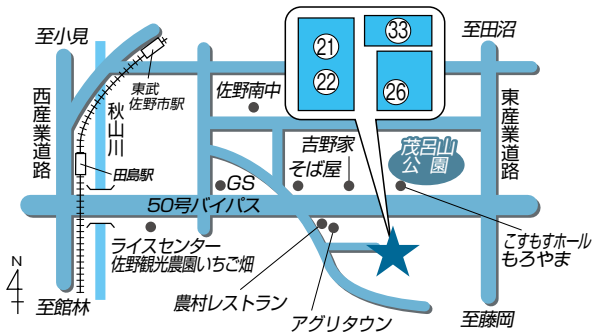 至小見
至田沼
㉑
㉒
㉝
㉖
東武
佐野市駅
佐野南中
西産業道路
秋山川
東産業道路
吉野家
そば屋
茂呂山
公園
田島駅
GS
50号バイパス
ライスセンター
佐野観光農園いちご畑
こすもすホール
もろやま
農村レストラン
アグリタウン
N
4
至館林
至藤岡